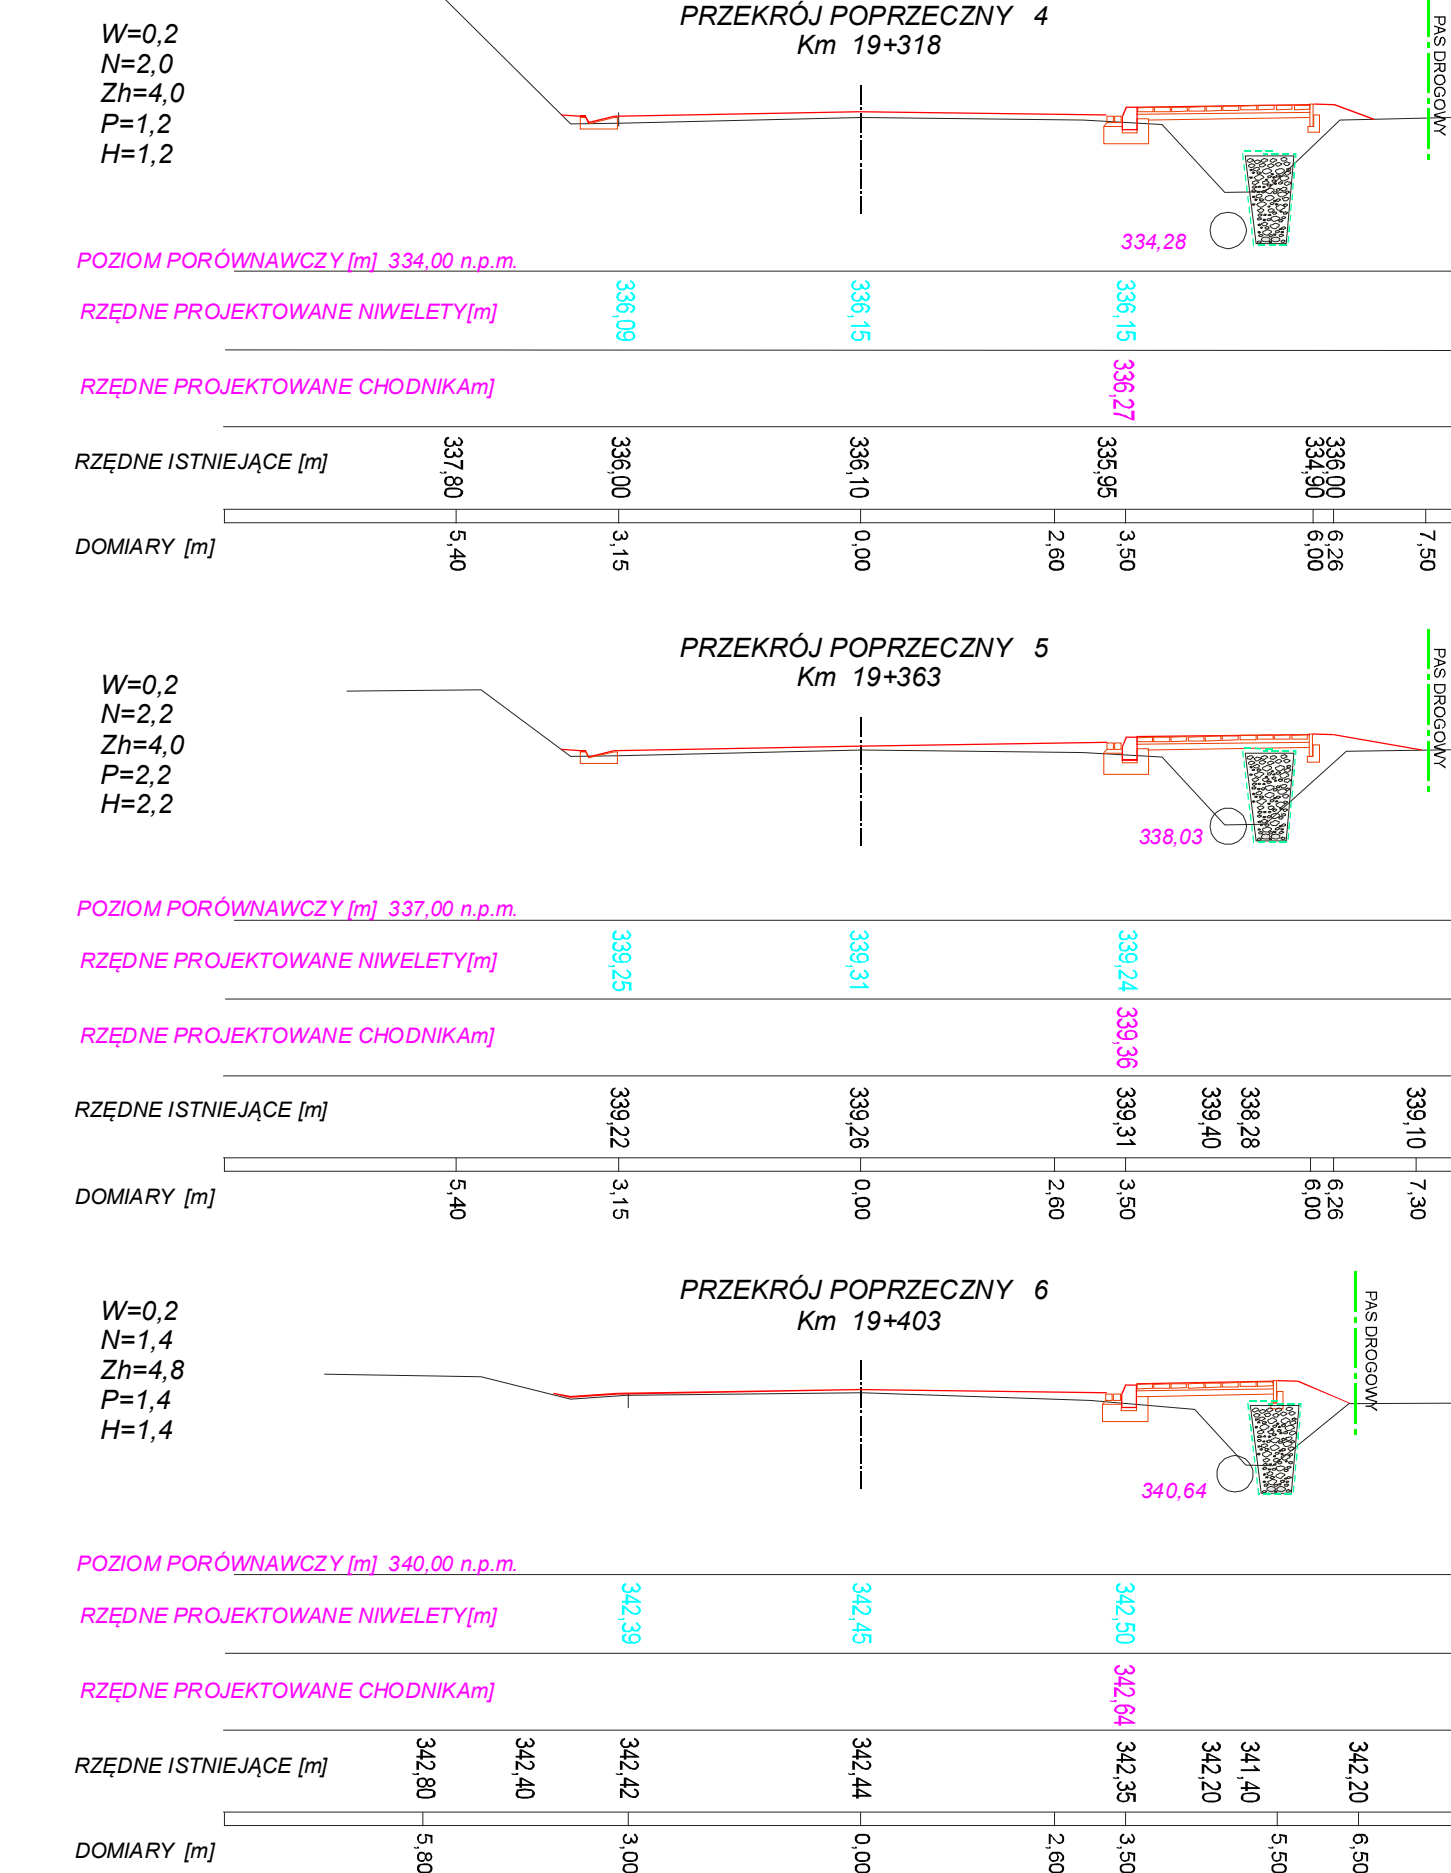 PRZEKRÓJ POPRZECZNY 4
Km 19+318
W=0,2
N=2,0
Zh=4,0
P=1,2
H=1,2
PAS DROGOWY
334,28
POZIOM PORÓWNAWCZY [m] 334,00 n.p.m.
RZĘDNE PROJEKTOWANE NIWELETY[m] 336,09 336,15 336,15
RZĘDNE PROJEKTOWANE CHODNIKAm] 336,27
RZĘDNE ISTNIEJĄCE [m] 337,80 336,00 336,10 335,95 334,90 336,00
DOMIARY [m] 5,40 3,15 0,00 2,60 3,50 6,00 6,26 7,50
PRZEKRÓJ POPRZECZNY 5
Km 19+363
W=0,2
N=2,2
Zh=4,0
P=2,2
H=2,2
PAS DROGOWY
338,03
POZIOM PORÓWNAWCZY [m] 337,00 n.p.m.
RZĘDNE PROJEKTOWANE NIWELETY[m] 339,25 339,31 339,24
RZĘDNE PROJEKTOWANE CHODNIKAm] 339,36
RZĘDNE ISTNIEJĄCE [m] 339,22 339,26 339,31 339,40 338,28 339,10
DOMIARY [m] 5,40 3,15 0,00 2,60 3,50 6,00 6,26 7,30
PRZEKRÓJ POPRZECZNY 6
Km 19+403
W=0,2
N=1,4
Zh=4,8
P=1,4
H=1,4
PAS DROGOWY
340,64
POZIOM PORÓWNAWCZY [m] 340,00 n.p.m.
RZĘDNE PROJEKTOWANE NIWELETY[m] 342,39 342,45 342,50
RZĘDNE PROJEKTOWANE CHODNIKAm] 342,64
RZĘDNE ISTNIEJĄCE [m] 342,80 342,40 342,42 342,44 342,35 342,20 341,40 342,20
DOMIARY [m] 5,80 3,00 0,00 2,60 3,50 5,50 6,50